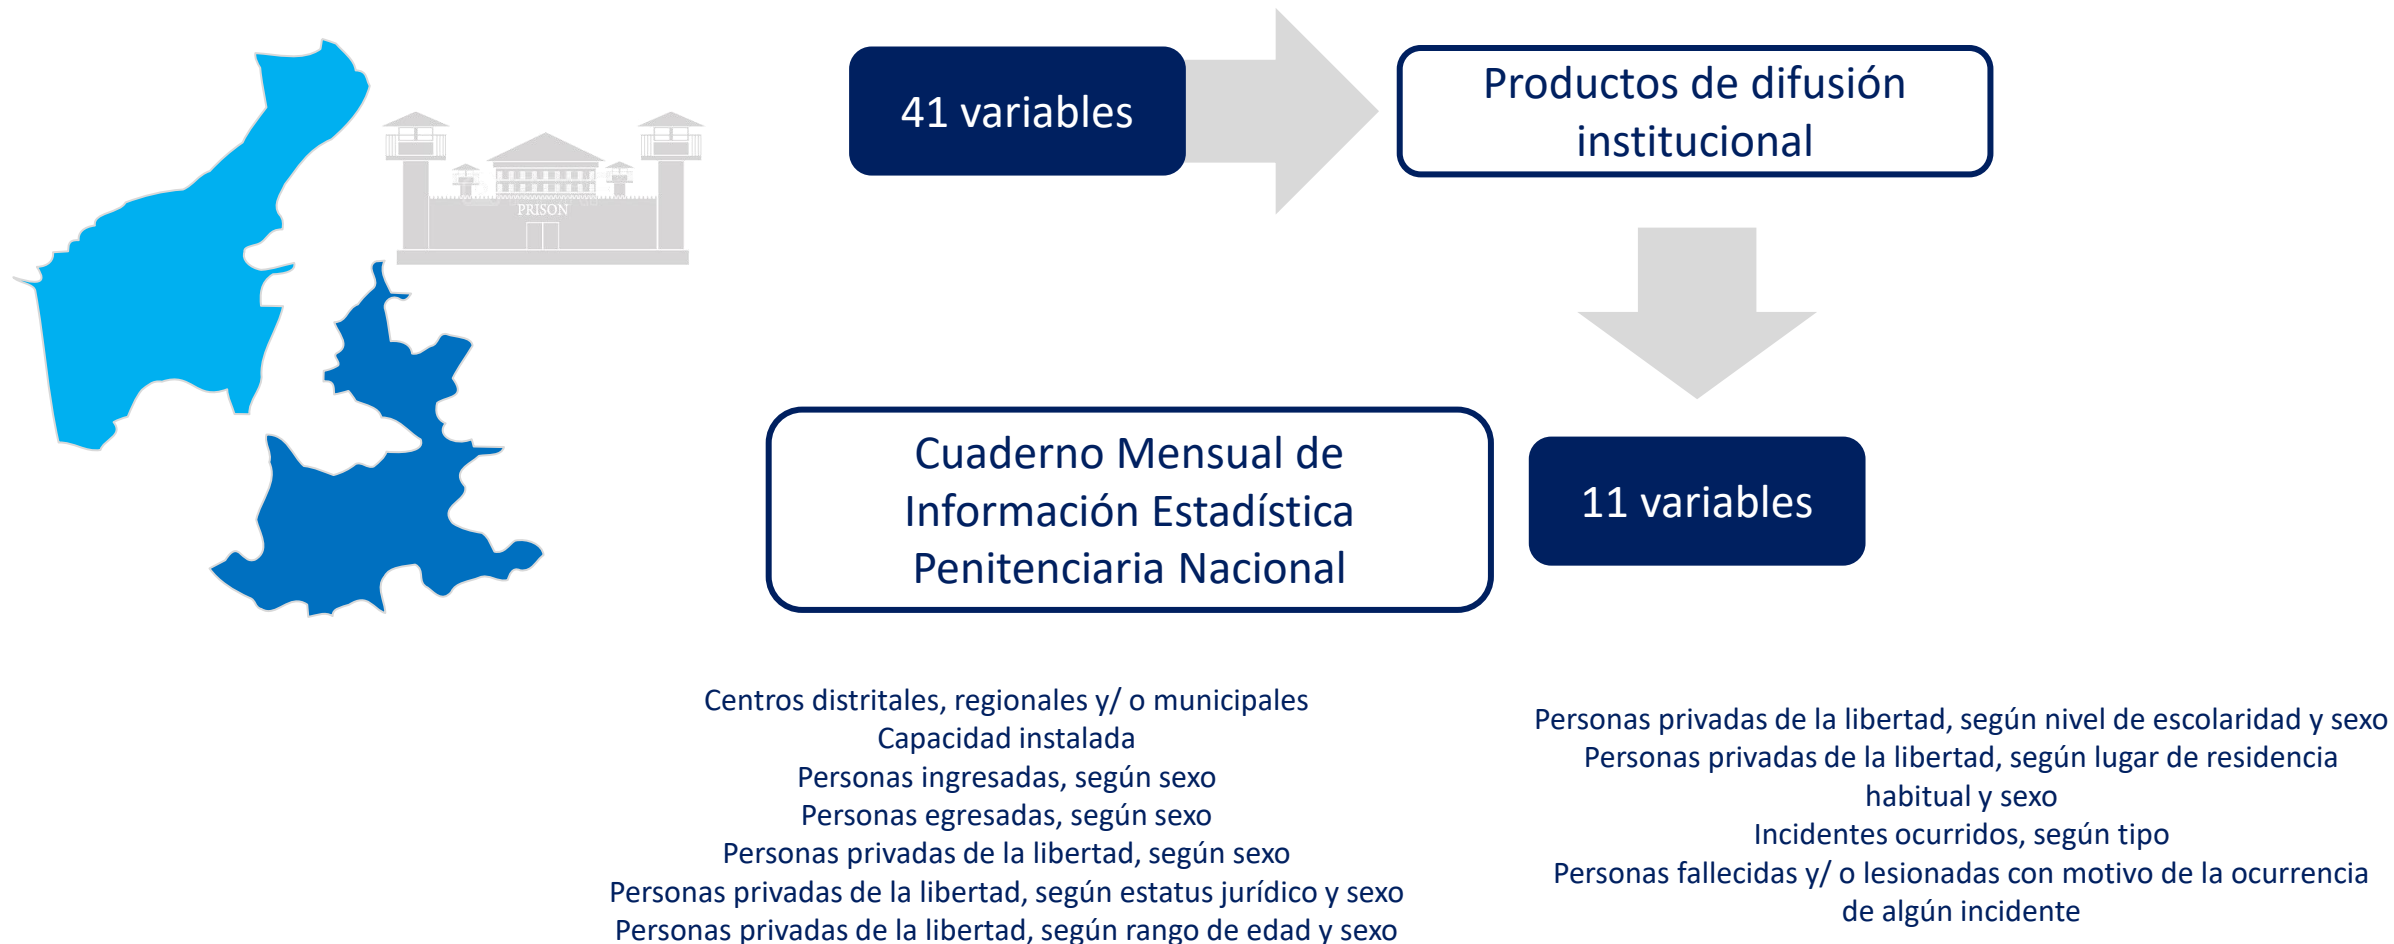 41 variables
Productos de difusión
institucional
PRISON
Cuaderno Mensual de
Información Estadística
Penitenciaria Nacional
11 variables
Centros distritales, regionales y/ o municipales
Capacidad instalada
Personas ingresadas, según sexo
Personas egresadas, según sexo
Personas privadas de la libertad, según sexo
Personas privadas de la libertad, según estatus jurídico y sexo
Personas privadas de la libertad, según rango de edad y sexo
Personas privadas de la libertad, según nivel de escolaridad y sexo
Personas privadas de la libertad, según lugar de residencia
habitual y sexo
Incidentes ocurridos, según tipo
Personas fallecidas y/ o lesionadas con motivo de la ocurrencia
de algún incidente